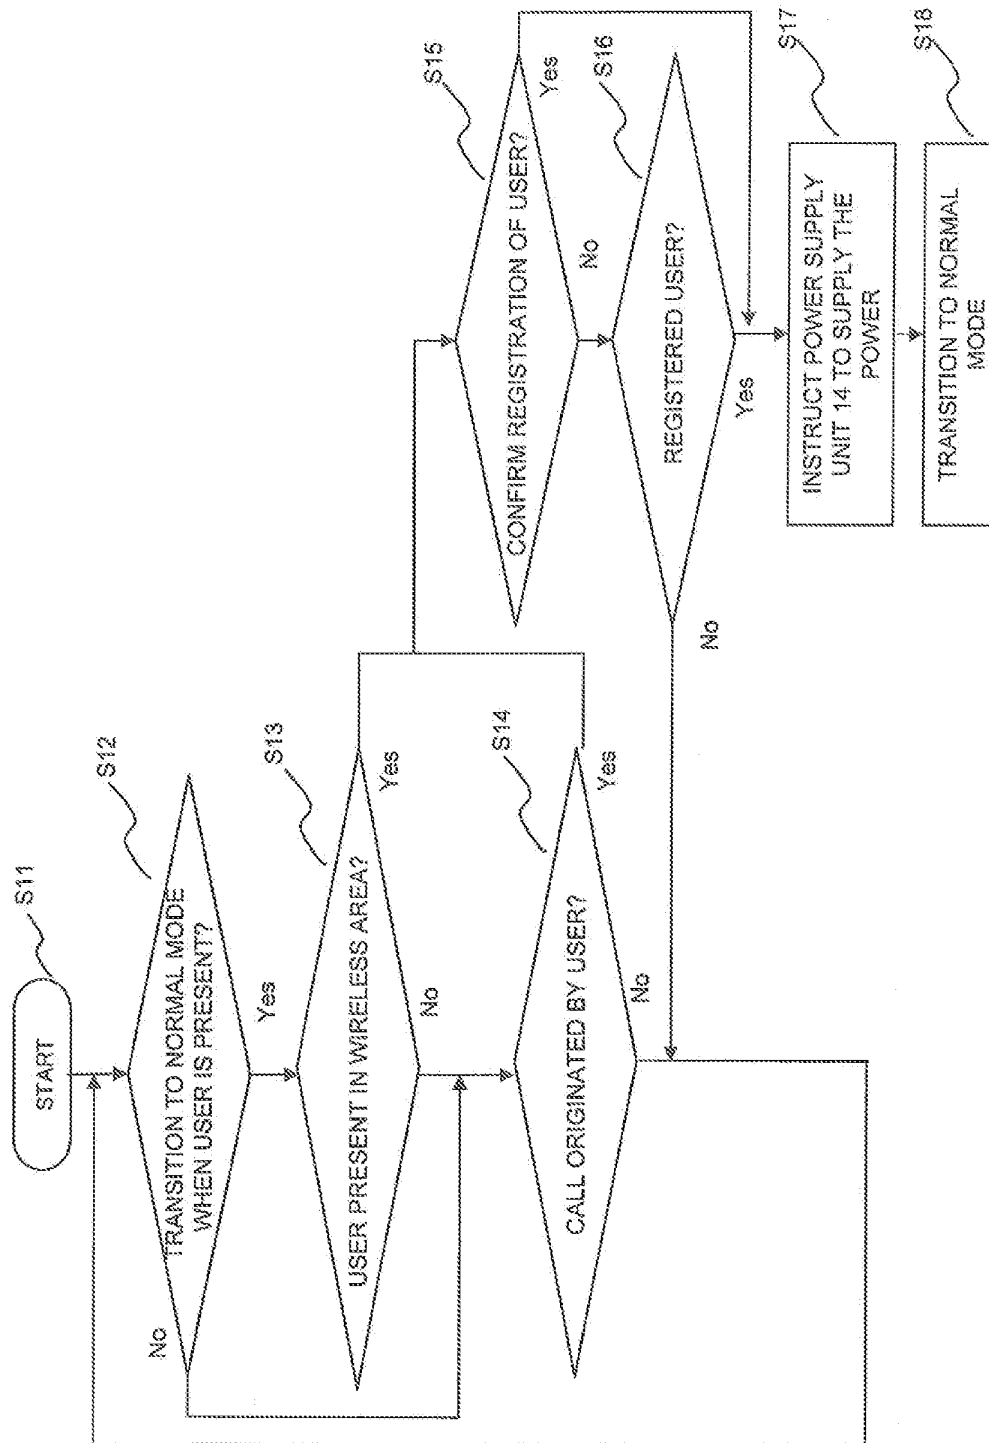 START
S11
TRANSITION TO NORMAL MODE
WHEN USER IS PRESENT?
S12
No
Yes
USER PRESENT IN WIRELESS AREA?
S13
Yes
No
CALL ORIGINATED BY USER?
S14
Yes
No
CONFIRM REGISTRATION OF USER?
S15
Yes
No
REGISTERED USER?
S16
No
Yes
INSTRUCT POWER SUPPLY
UNIT 14 TO SUPPLY THE
POWER
S17
TRANSITION TO NORMAL
MODE
S18